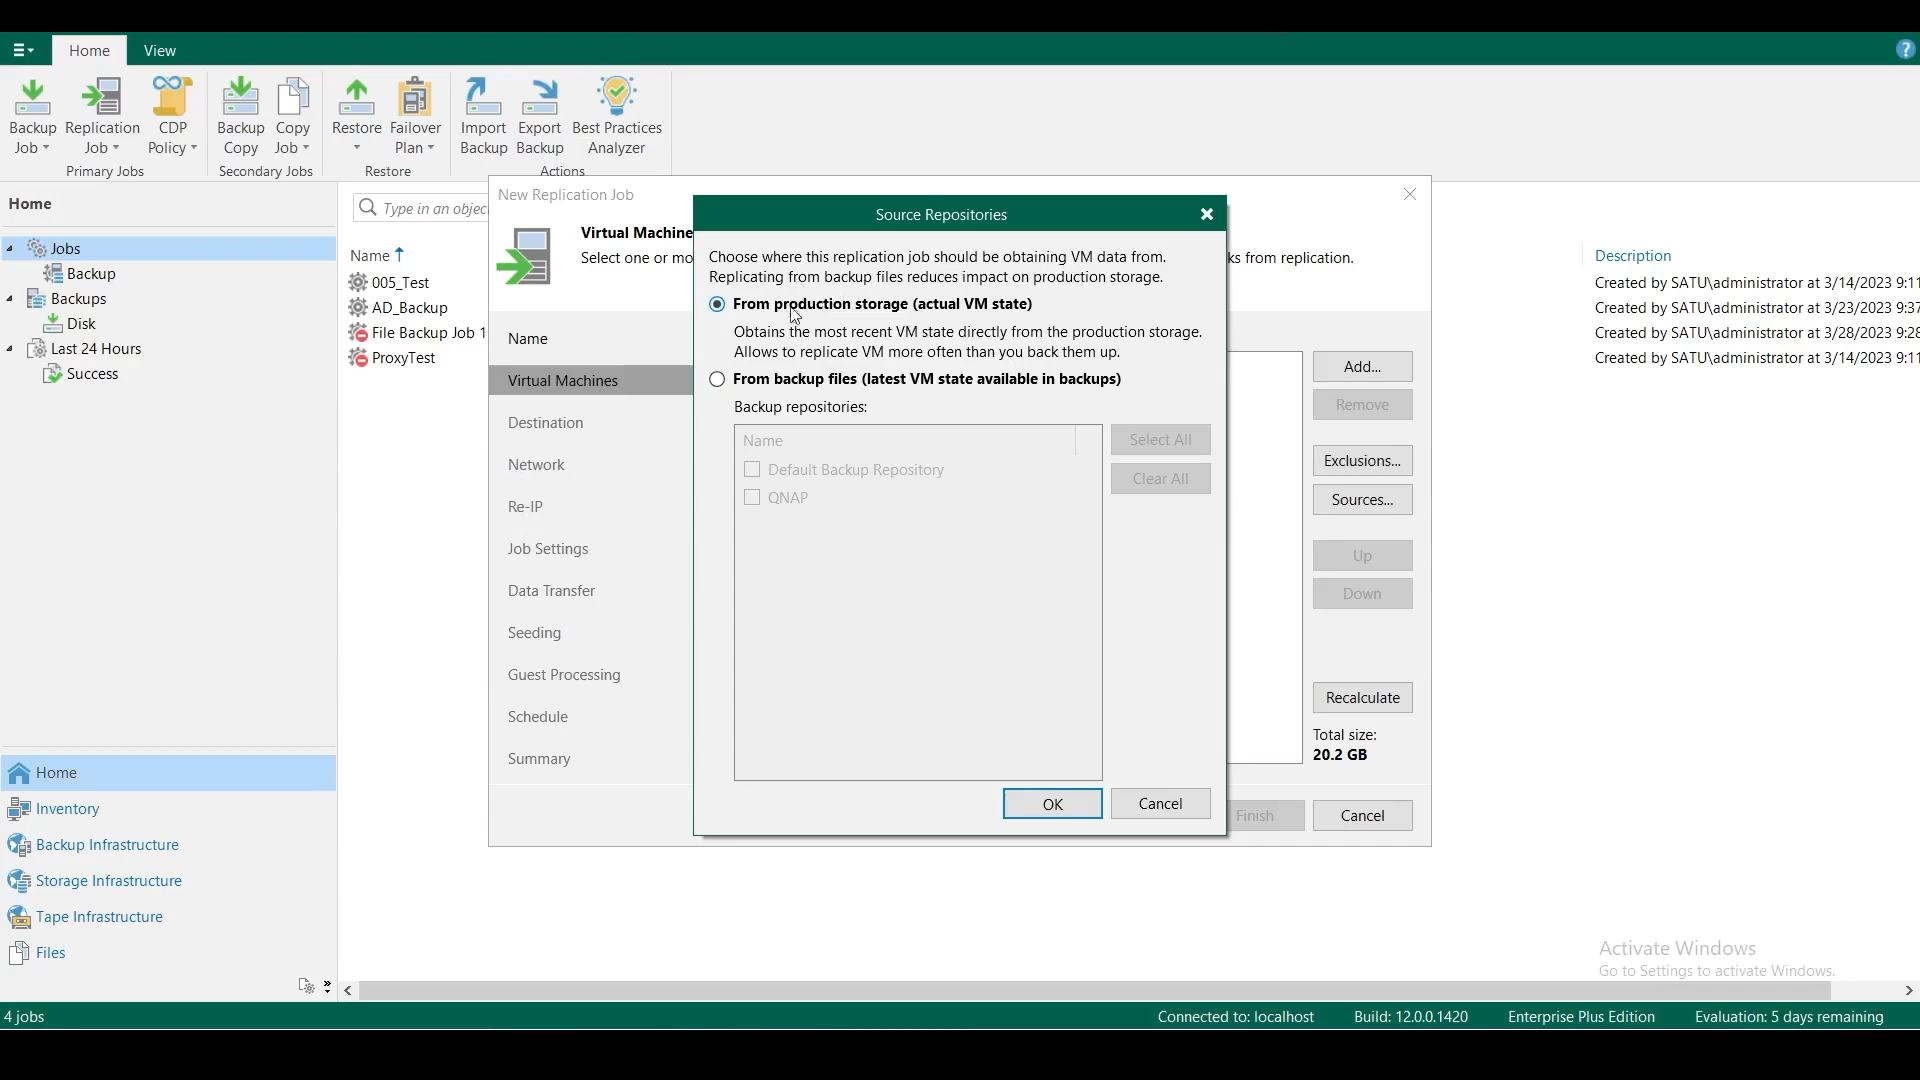 Home
View
Backup
Job
Replication
Job
CDP
Policy
Backup
Copy
Copy
Job
Restore
Failover
Plan
Import
Backup
Export
Backup
Best Practices
Analyzer
Primary Jobs
Secondary Jobs
Restore
Actions
Home
Jobs
Backup
Backups
Disk
Last 24 Hours
Success
Home
Inventory
Backup Infrastructure
Storage Infrastructure
Tape Infrastructure
Files
Type in an objec
Name
005_Test
AD_Backup
File Backup Job 1
ProxyTest
New Replication Job
Virtual Machine
Select one or mo
ks from replication.
Name
Virtual Machines
Destination
Network
Re-IP
Job Settings
Data Transfer
Seeding
Guest Processing
Schedule
Summary
Source Repositories
Choose where this replication job should be obtaining VM data from.
Replicating from backup files reduces impact on production storage.
From production storage (actual VM state)
Obtains the most recent VM state directly from the production storage.
Allows to replicate VM more often than you back them up.
From backup files (latest VM state available in backups)
Backup repositories:
Name
Default Backup Repository
QNAP
Select All
Clear All
OK
Cancel
Add...
Remove
Exclusions...
Sources...
Up
Down
Recalculate
Total size:
20.2 GB
Finish
Cancel
Description
Created by SATU\administrator at 3/14/2023 9:11
Created by SATU\administrator at 3/23/2023 9:37
Created by SATU\administrator at 3/28/2023 9:28
Created by SATU\administrator at 3/14/2023 9:11
Activate Windows
Go to Settings to activate Windows.
4 jobs
Connected to: localhost
Build: 12.0.0.1420
Enterprise Plus Edition
Evaluation: 5 days remaining